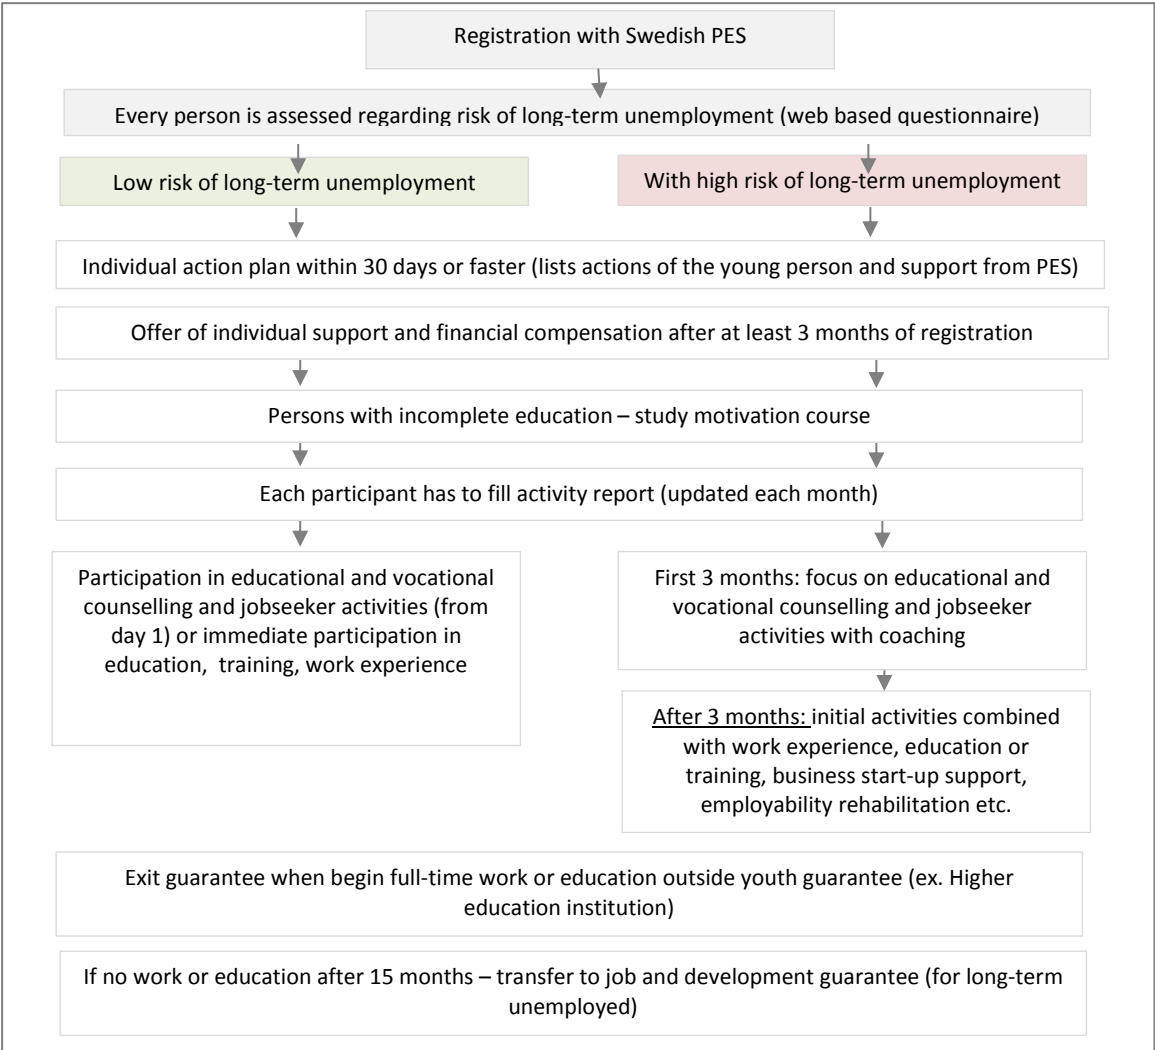 Registration with Swedish PES
Every person is assessed regarding risk of long-term unemployment (web based questionnaire)
Low risk of long-term unemployment
With high risk of long-term unemployment
Individual action plan within 30 days or faster (lists actions of the young person and support from PES)
Offer of individual support and financial compensation after at least 3 months of registration
Persons with incomplete education – study motivation course
Each participant has to fill activity report (updated each month)
Participation in educational and vocational
counselling and jobseeker activities (from
day 1) or immediate participation in
education, training, work experience
First 3 months: focus on educational and
vocational counselling and jobseeker
activities with coaching
After 3 months: initial activities combined
with work experience, education or
training, business start-up support,
employability rehabilitation etc.
Exit guarantee when begin full-time work or education outside youth guarantee (ex. Higher
education institution)
If no work or education after 15 months – transfer to job and development guarantee (for long-term
unemployed)